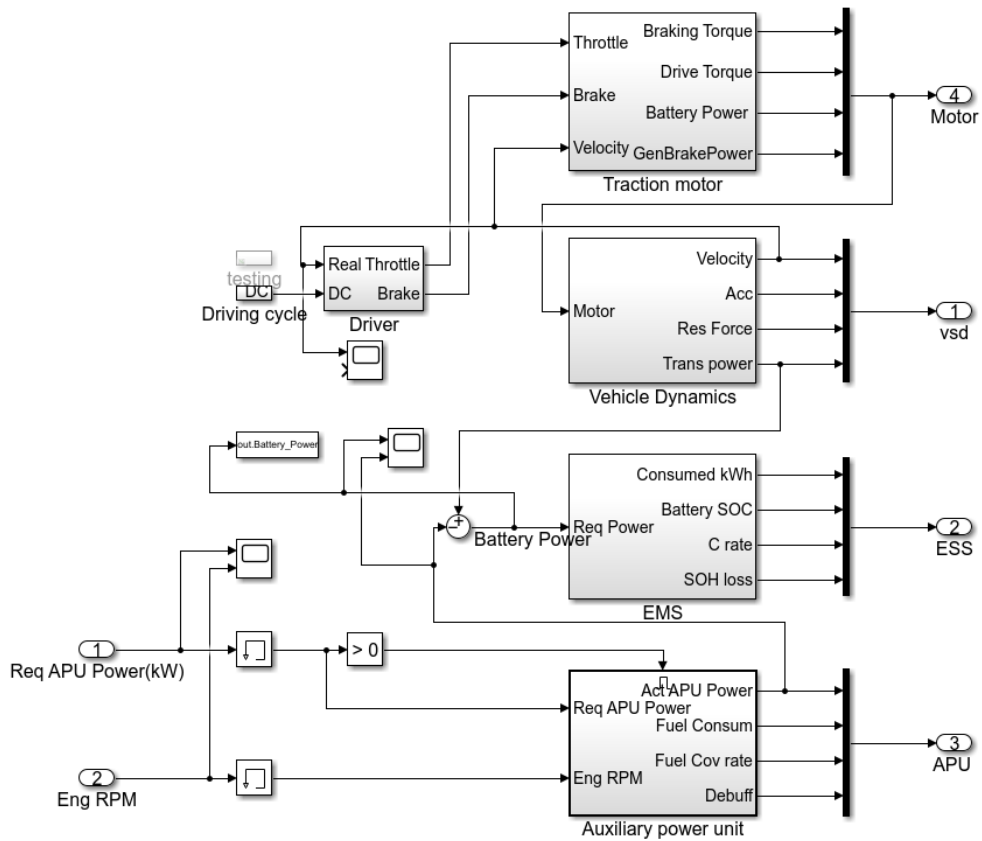 Throttle
Brake
Velocity
Braking Torque
Drive Torque
Battery Power
GenBrakePower
Traction motor
4
Motor
testing
DC
Driving cycle
Real
DC
Throttle
Brake
Driver
Motor
Velocity
Acc
Res Force
Trans power
Vehicle Dynamics
1
vsd
out.Battery_Power
−
+
Battery Power
Req Power
Consumed kWh
Battery SOC
C rate
SOH loss
EMS
2
ESS
1
Req APU Power(kW)
> 0
2
Eng RPM
Req APU Power
Eng RPM
Act APU Power
Fuel Consum
Fuel Cov rate
Debuff
Auxiliary power unit
3
APU